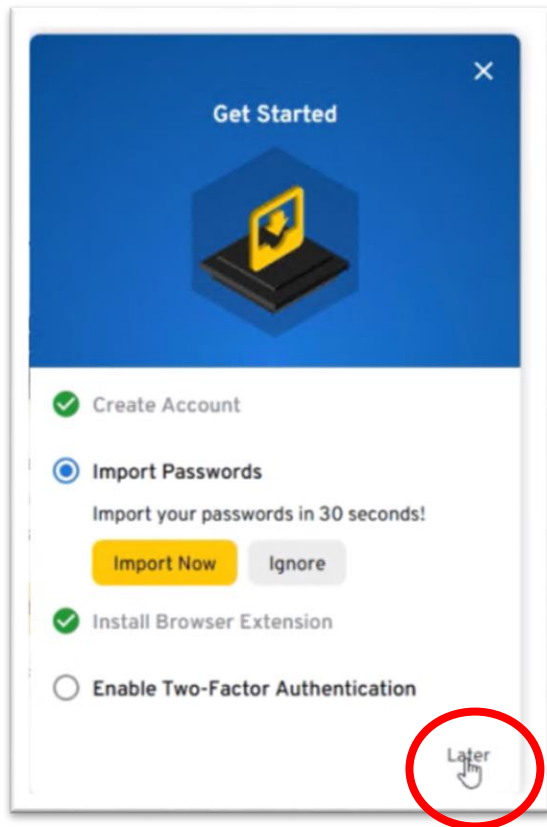 Get Started
Create Account
Import Passwords
Import your passwords in 30 seconds!
Import Now
Ignore
Install Browser Extension
Enable Two-Factor Authentication
Later